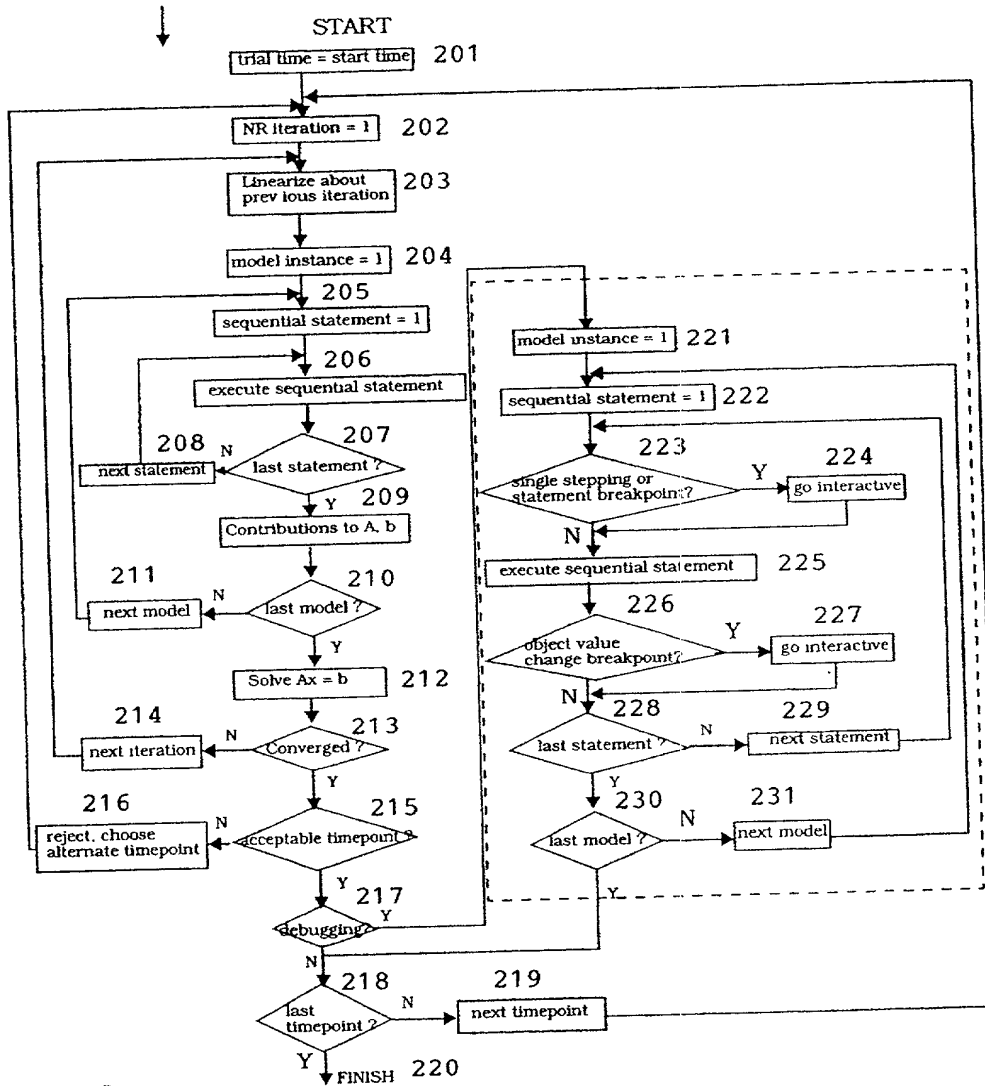 START
trial time = start time 201
NR iteration = 1 202
Linearize about
previous iteration
203
model instance = 1 204
205
sequential statement = 1
206
execute sequential statement
207
last statement ?
N
208
next statement
Y
209
Contributions to A, b
210
last model ?
N
211
next model
Y
Solve Ax = b 212
213
Converged ?
N
214
next iteration
Y
215
acceptable timepoint ?
N
216
reject, choose
alternate timepoint
Y
217
debugging?
Y
N
218
last
timepoint ?
N
219
next timepoint
Y
FINISH 220
model instance = 1 221
sequential statement = 1 222
223
single stepping or
statement breakpoint?
Y
224
go interactive
N
execute sequential statement 225
226
object value
change breakpoint?
Y
227
go interactive
N
228
last statement ?
N
229
next statement
Y
230
last model ?
N
231
next model
Y